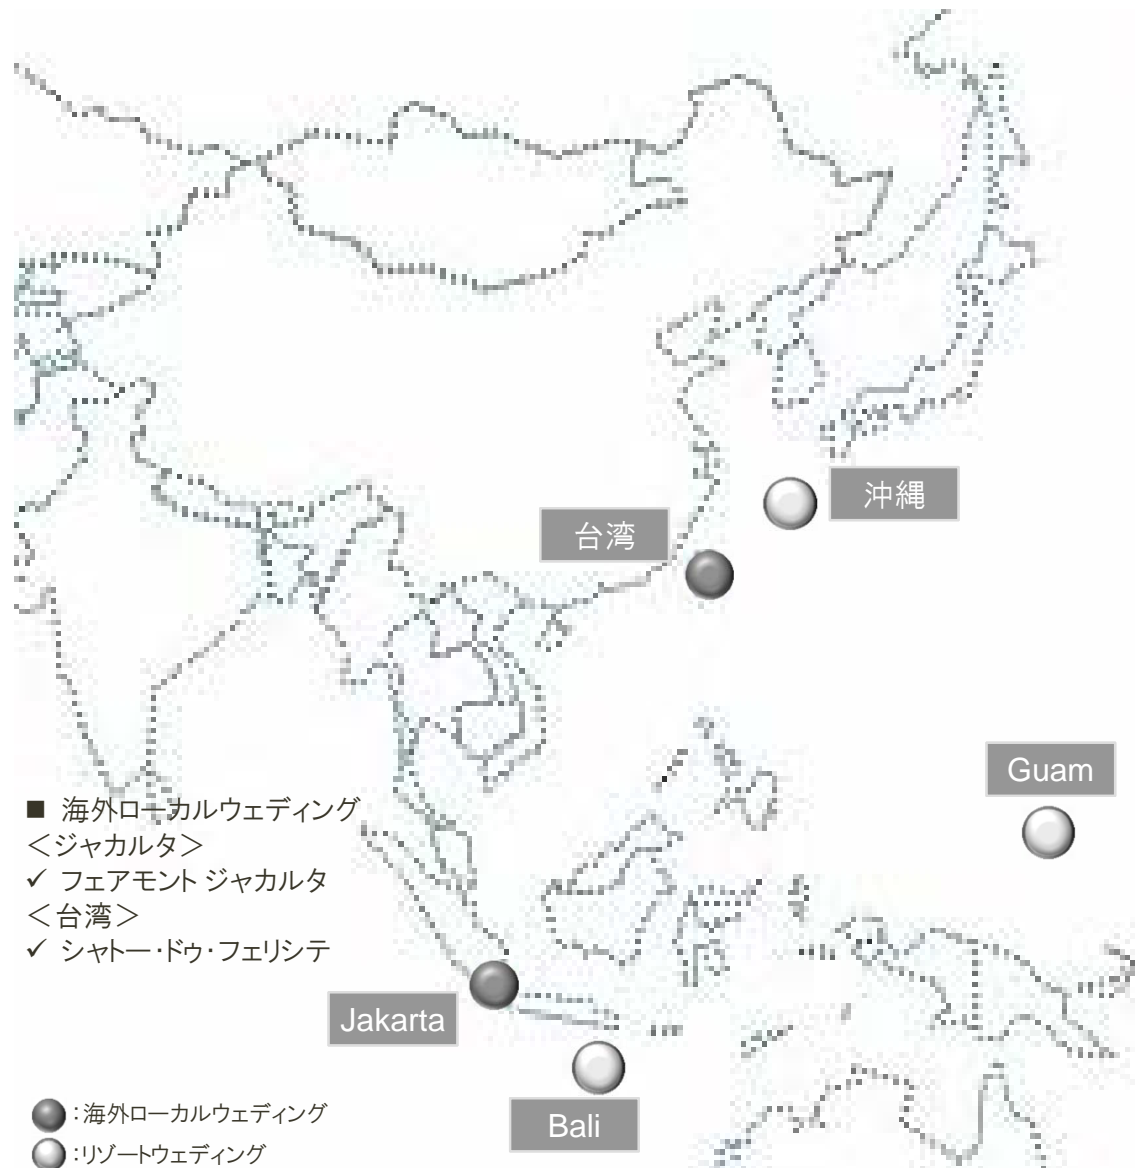 沖縄
台湾
Guam
■ 海外ローカルウェディング
＜ジャカルタ＞
✓ フェアモント ジャカルタ
＜台湾＞
✓ シャトー・ドゥ・フェリシテ
Jakarta
Bali
：海外ローカルウェディング
：リゾートウェディング